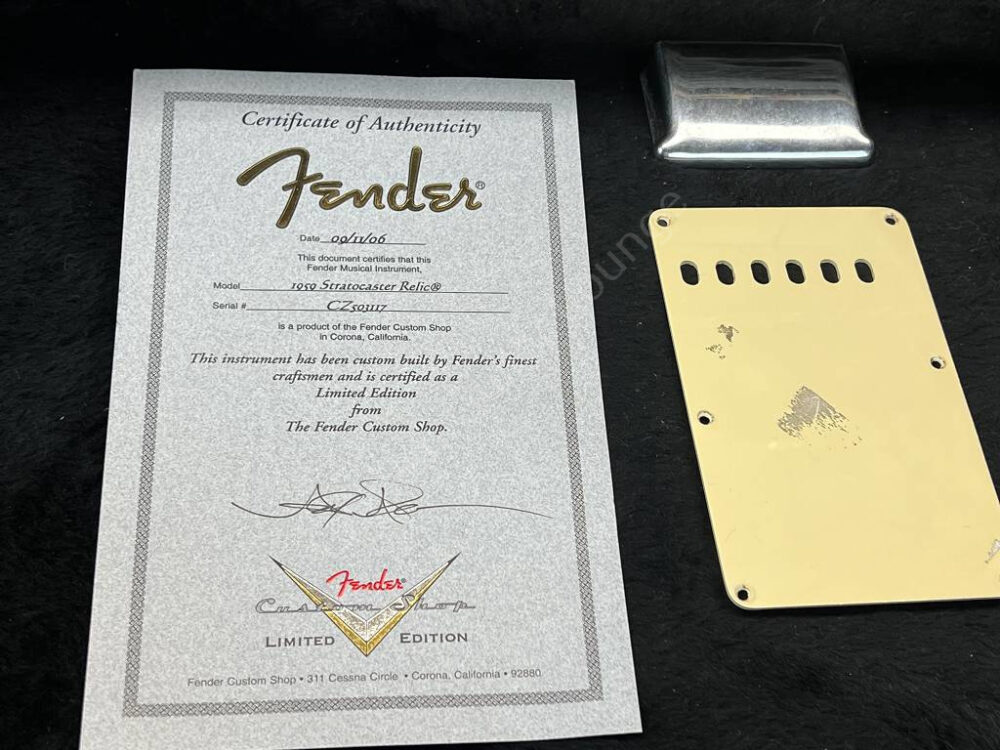 Certificate of Authenticity
Fender®
Date 09/11/06
This document certifies that this
Fender Musical Instrument,
Model 1959 Stratocaster Relic®
Serial # CZ503117
is a product of the Fender Custom Shop
in Corona, California.
This instrument has been custom built by Fender's finest
craftsmen and is certified as a
Limited Edition
from
The Fender Custom Shop.
Fender®
Custom Shop
LIMITED EDITION
Fender Custom Shop • 311 Cessna Circle • Corona, California • 92880